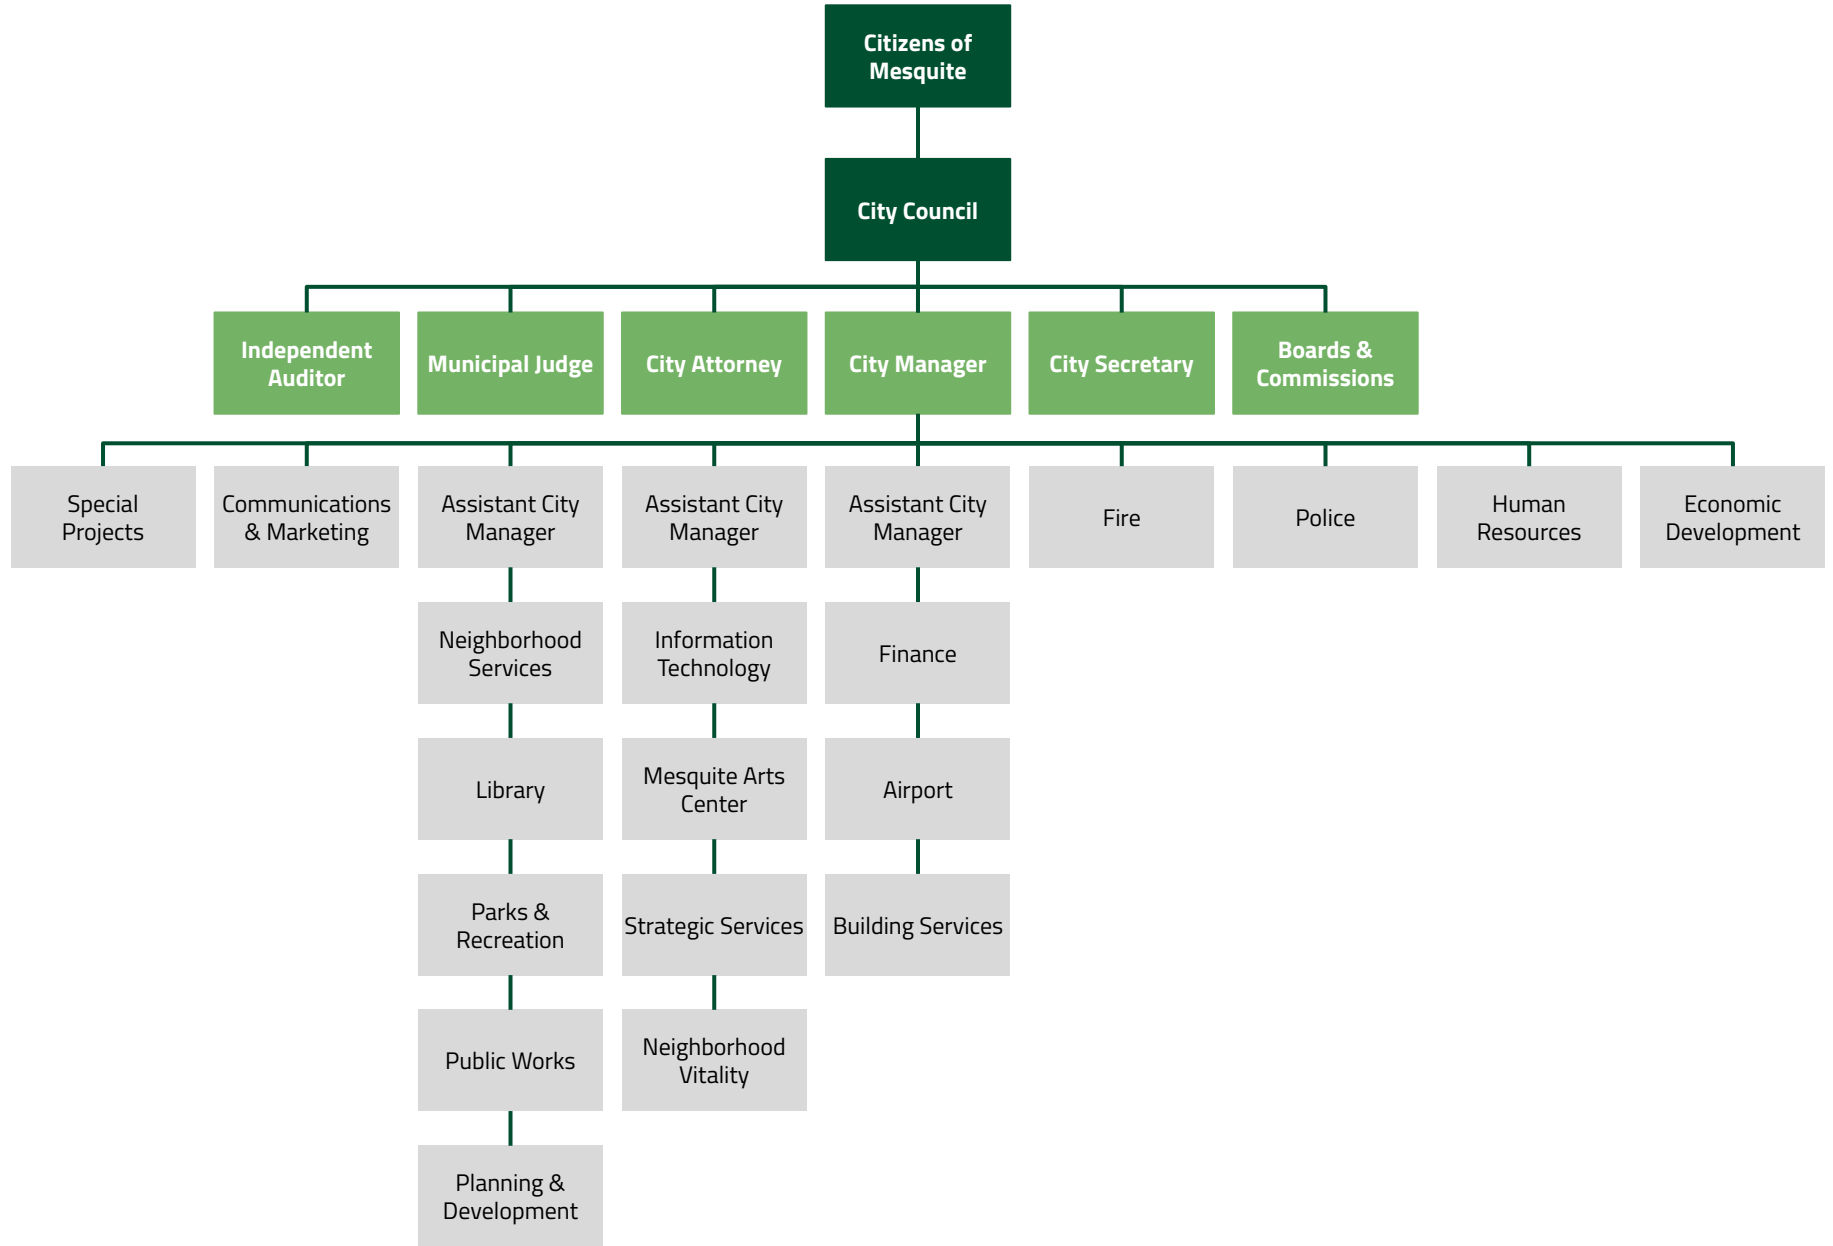 Citizens of
Mesquite
City Council
Independent
Auditor
Municipal Judge
City Attorney
City Manager
City Secretary
Boards &
Commissions
Special
Projects
Communications
& Marketing
Assistant City
Manager
Assistant City
Manager
Assistant City
Manager
Fire
Police
Human
Resources
Economic
Development
Neighborhood
Services
Information
Technology
Finance
Library
Mesquite Arts
Center
Airport
Parks &
Recreation
Strategic Services
Building Services
Public Works
Neighborhood
Vitality
Planning &
Development